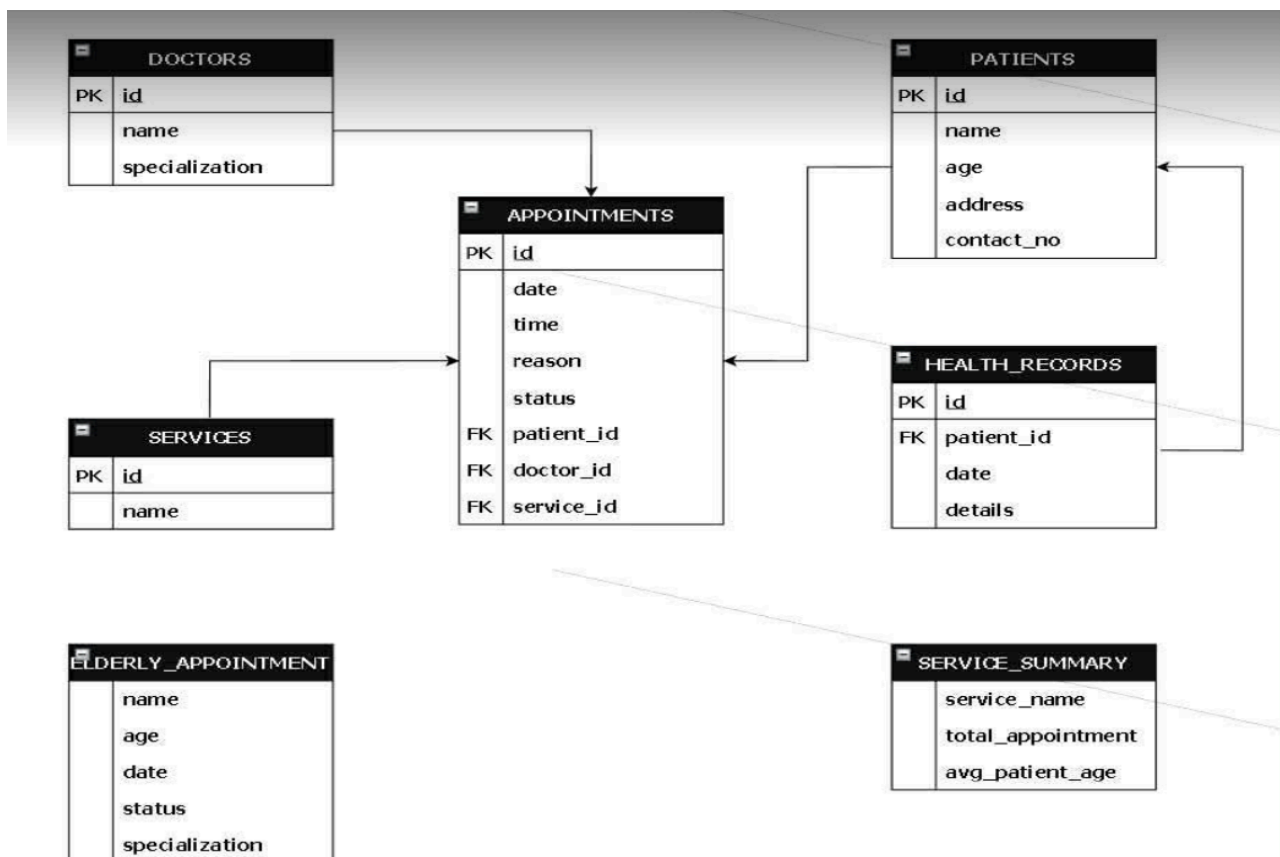 DOCTORS
PK id
name
specialization
PATIENTS
PK id
name
age
address
contact_no
APPOINTMENTS
PK id
date
time
reason
status
FK patient_id
FK doctor_id
FK service_id
SERVICES
PK id
name
HEALTH_RECORDS
PK id
FK patient_id
date
details
ELDERLY_APPOINTMENT
name
age
date
status
specialization
SERVICE_SUMMARY
service_name
total_appointment
avg_patient_age